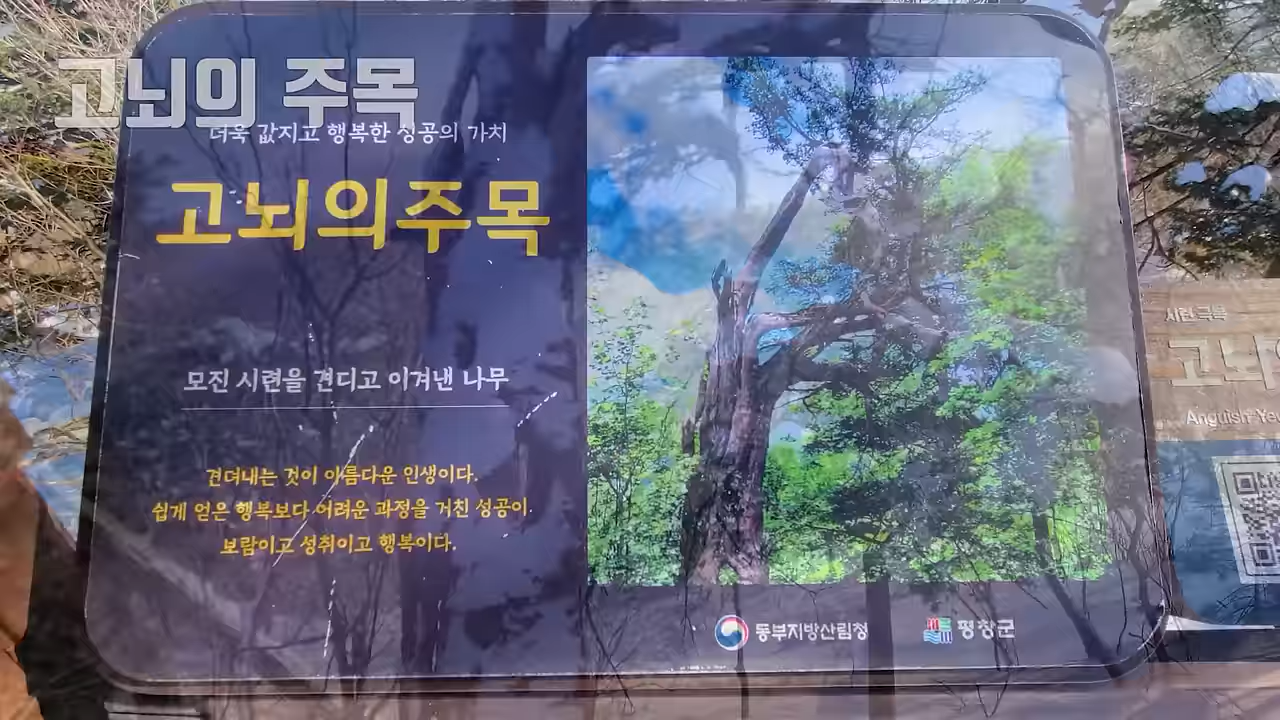 고뇌의 주목
더욱 값지고 행복한 성공의 가치
고뇌의주목
모진 시련을 견디고 이겨낸 나무
견뎌내는 것이 아름다운 인생이다.
쉽게 얻은 행복보다 어려운 과정을 거친 성공이
보람이고 성취이고 행복이다.
동부지방산림청
평창군
시련 극복
고뇌
Anguish